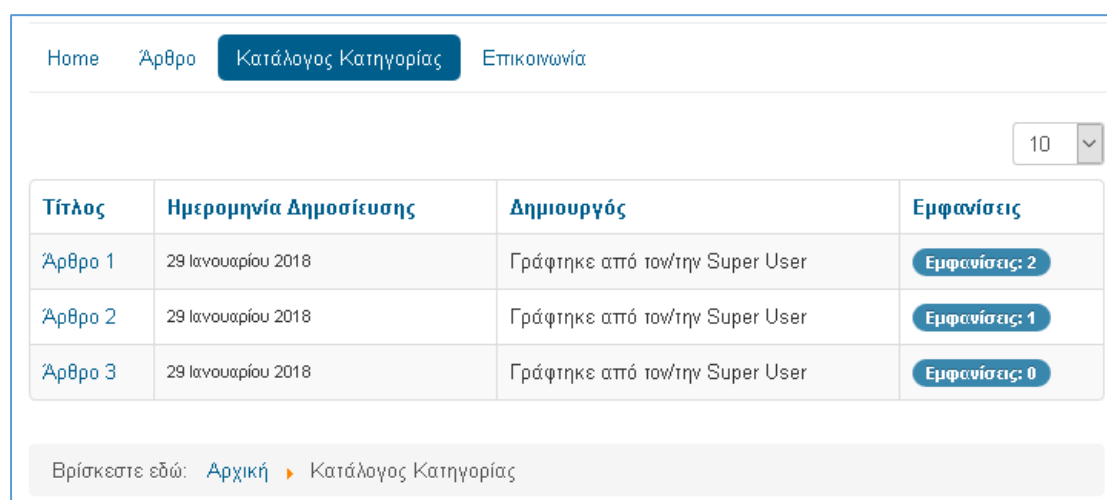 Home Άρθρο Κατάλογος Κατηγορίας Επικοινωνία
10
Τίτλος Ημερομηνία Δημοσίευσης Δημιουργός Εμφανίσεις
Άρθρο 1 29 Ιανουαρίου 2018 Γράφτηκε από τον/την Super User Εμφανίσεις: 2
Άρθρο 2 29 Ιανουαρίου 2018 Γράφτηκε από τον/την Super User Εμφανίσεις: 1
Άρθρο 3 29 Ιανουαρίου 2018 Γράφτηκε από τον/την Super User Εμφανίσεις: 0
Βρίσκεστε εδώ: Αρχική Κατάλογος Κατηγορίας